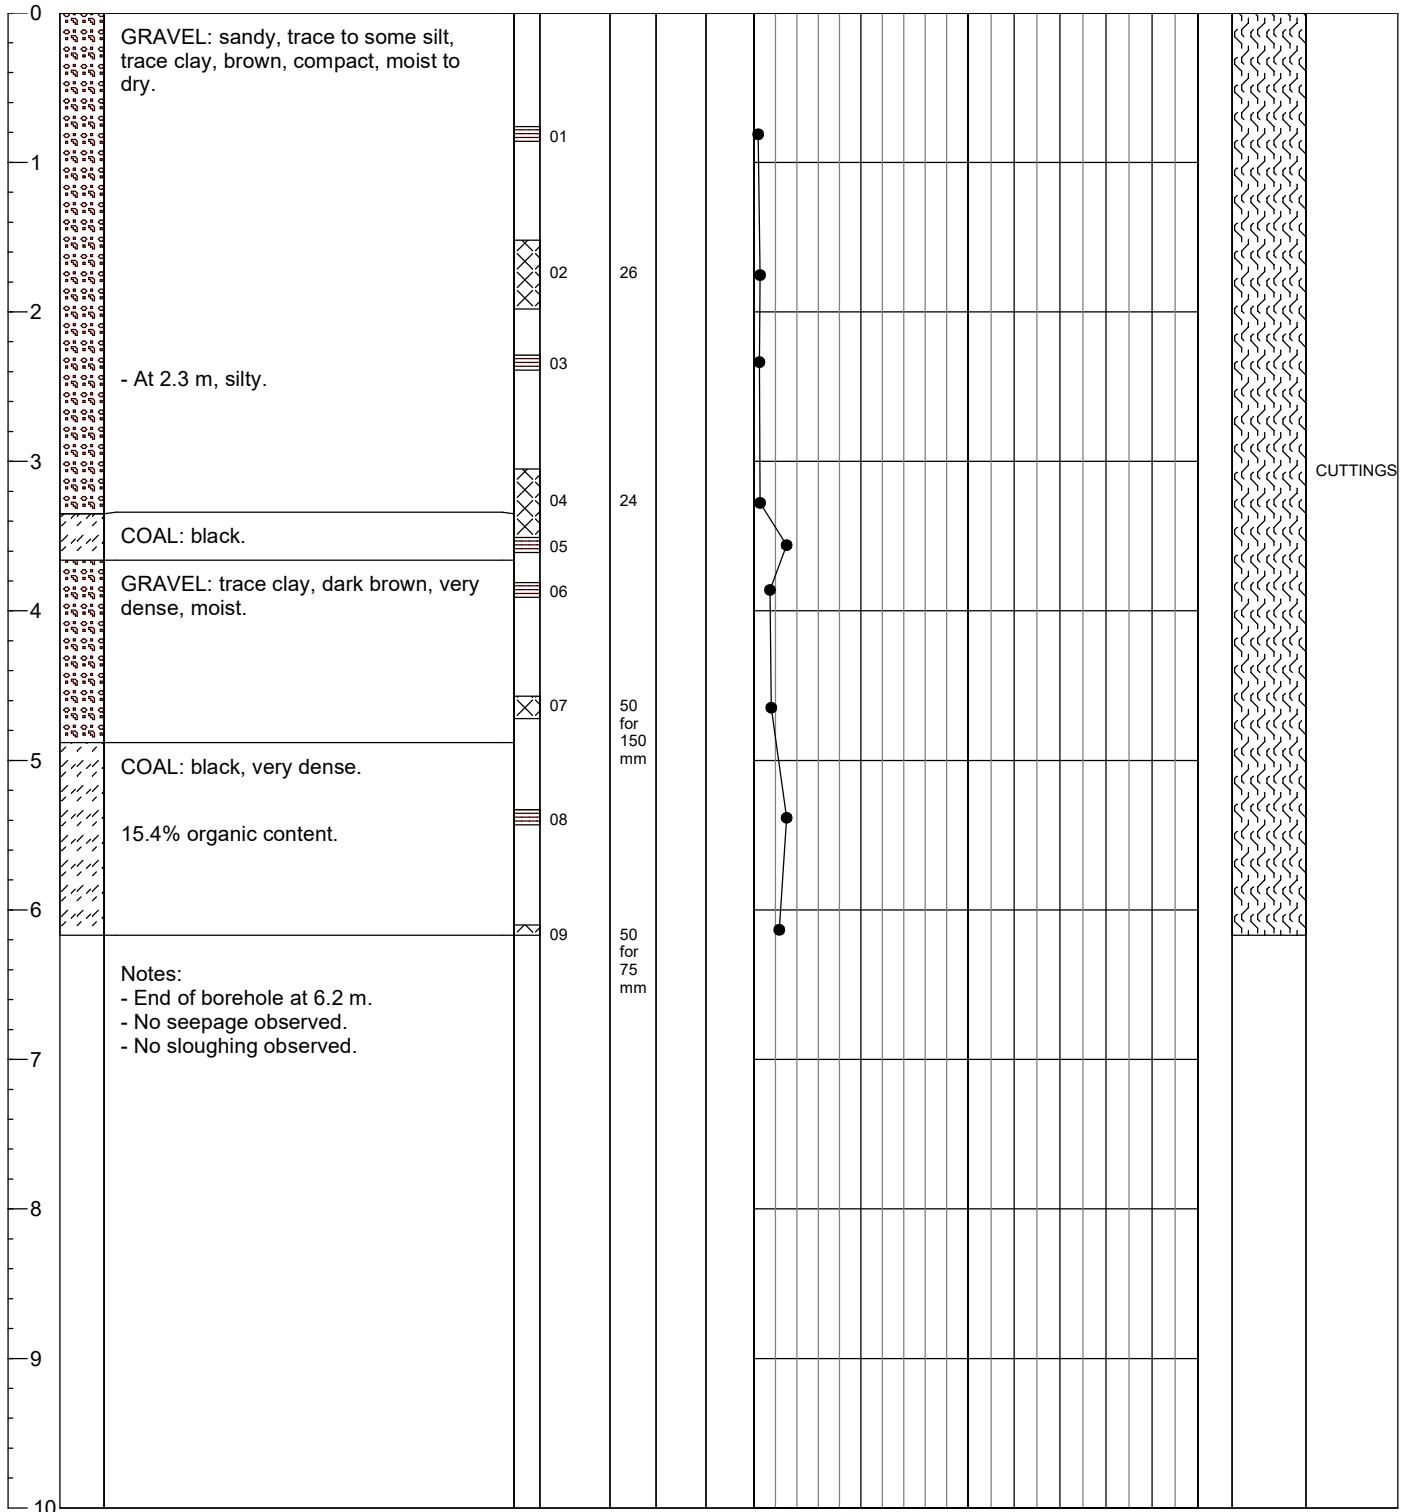 0
GRAVEL: sandy, trace to some silt,
trace clay, brown, compact, moist to
dry.
01
1
02
26
2
03
- At 2.3 m, silty.
3
CUTTINGS
04
24
COAL: black.
05
GRAVEL: trace clay, dark brown, very
dense, moist.
06
4
07
50
for
150
mm
5
COAL: black, very dense.
08
15.4% organic content.
6
09
50
for
75
mm
Notes:
- End of borehole at 6.2 m.
- No seepage observed.
- No sloughing observed.
7
8
9
10